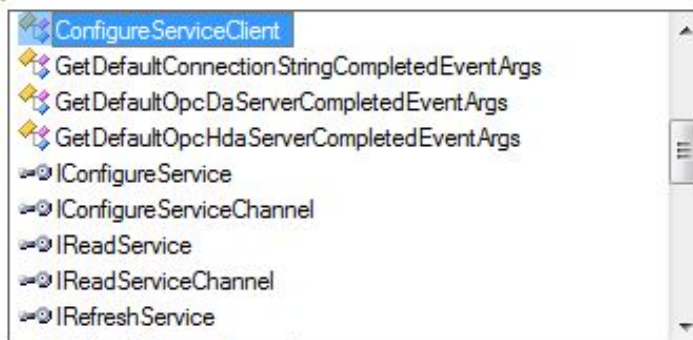 ConfigureServiceClient
GetDefaultConnectionStringCompletedEventArgs
GetDefaultOpcDaServerCompletedEventArgs
GetDefaultOpcHdaServerCompletedEventArgs
IConfigureService
IConfigureServiceChannel
IReadService
IReadServiceChannel
IRefreshService